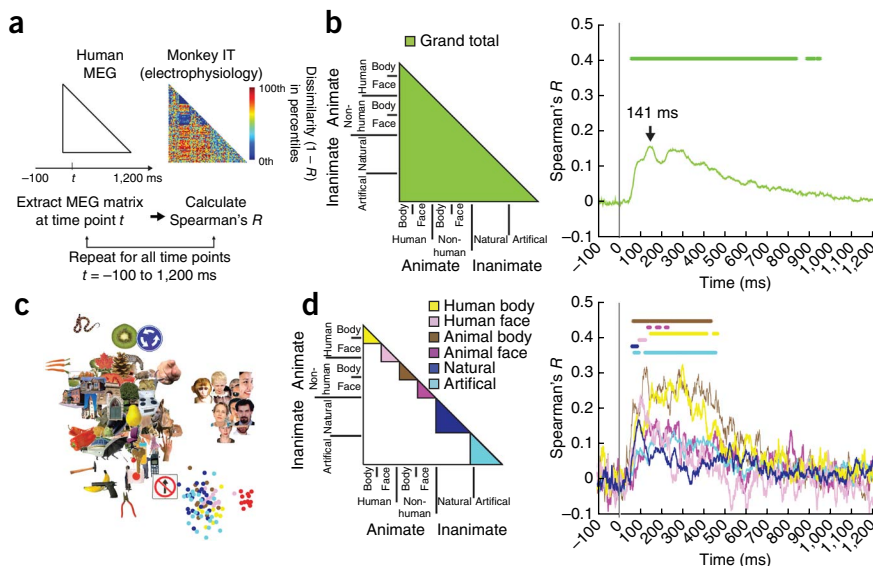 a
Human
MEG
Monkey IT
(electrophysiology)
100th
0th
Dissimilarity (1 – R)
in percentiles
–100
t
1,200 ms
Extract MEG matrix
at time point t
Calculate
Spearman's R
Repeat for all time points
t = –100 to 1,200 ms
b
Grand total
Animate
Inanimate
Human
Non-
human
Natural
Artifical
Body
Face
Body
Face
Body
Face
Body
Face
Human
Non-
human
Natural
Artifical
Animate
Inanimate
Spearman's R
0.5
0.4
0.3
0.2
0.1
0
–0.1
141 ms
–100
0
100
200
300
400
500
600
700
800
900
1,000
1,100
1,200
Time (ms)
c
d
Human body
Human face
Animal body
Animal face
Natural
Artifical
Animate
Inanimate
Human
Non-
human
Natural
Artifical
Body
Face
Body
Face
Body
Face
Body
Face
Human
Non-
human
Natural
Artifical
Animate
Inanimate
Spearman's R
0.5
0.4
0.3
0.2
0.1
0
–0.1
–100
0
100
200
300
400
500
600
700
800
900
1,000
1,100
1,200
Time (ms)